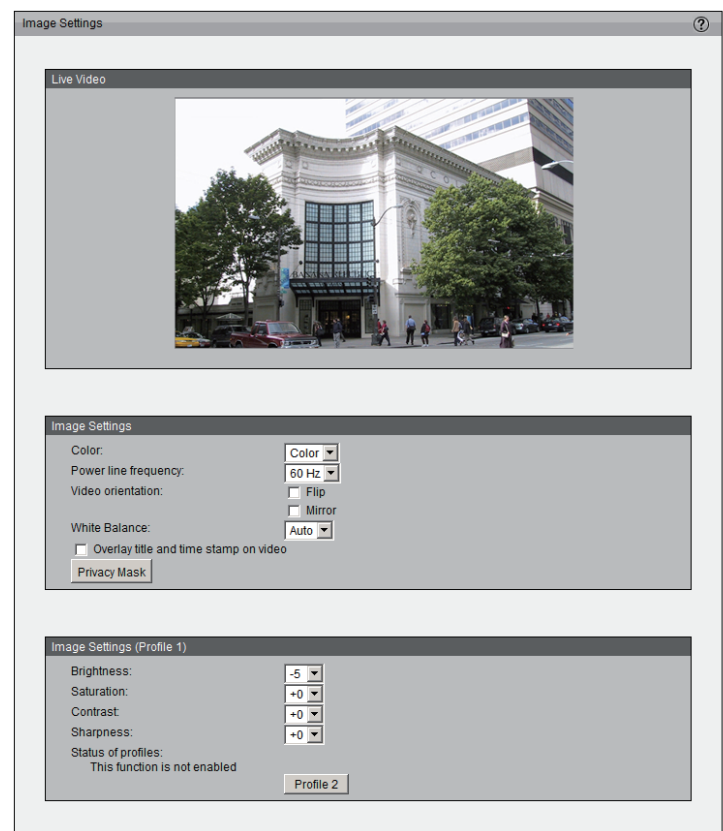 Image Settings
?
Live Video
BANANA REPUBLIC
Image Settings
Color: Color
Power line frequency: 60 Hz
Video orientation: Flip
Mirror
White Balance: Auto
Overlay title and time stamp on video
Privacy Mask
Image Settings (Profile 1)
Brightness: -5
Saturation: +0
Contrast: +0
Sharpness: +0
Status of profiles:
This function is not enabled
Profile 2